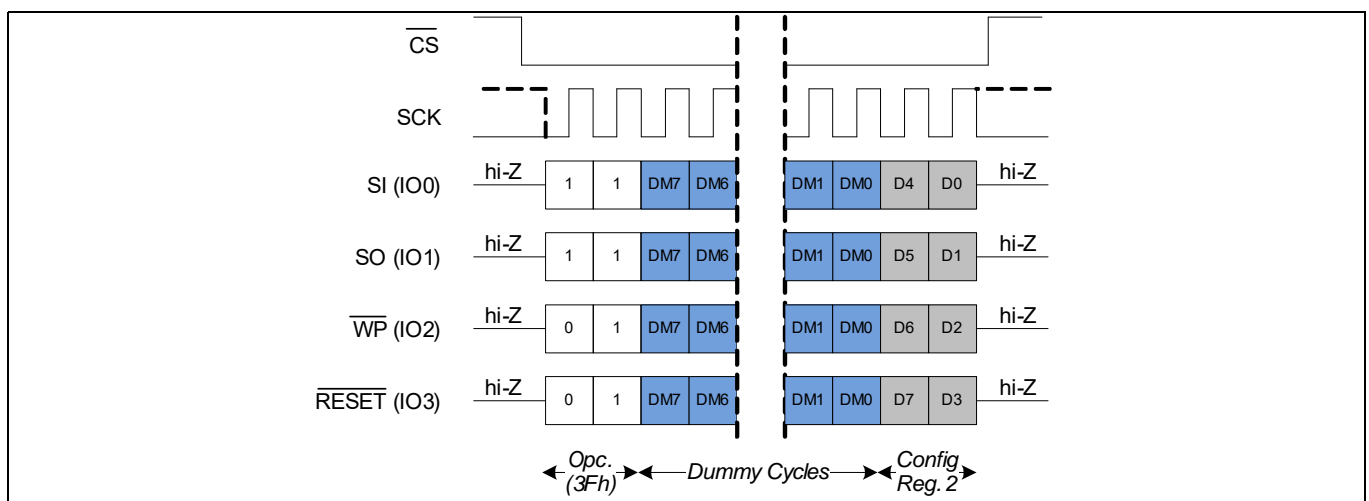 CS
SCK
SI (IO0) hi-Z 1 1 DM7 DM6 DM1 DM0 D4 D0 hi-Z
SO (IO1) hi-Z 1 1 DM7 DM6 DM1 DM0 D5 D1 hi-Z
WP (IO2) hi-Z 0 1 DM7 DM6 DM1 DM0 D6 D2 hi-Z
RESET (IO3) hi-Z 0 1 DM7 DM6 DM1 DM0 D7 D3 hi-Z
Opc. Dummy Cycles Config
(3Fh) Reg. 2